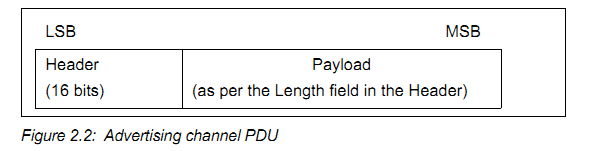 LSB MSB
Header Payload
(16 bits) (as per the Length field in the Header)
Figure 2.2: Advertising channel PDU